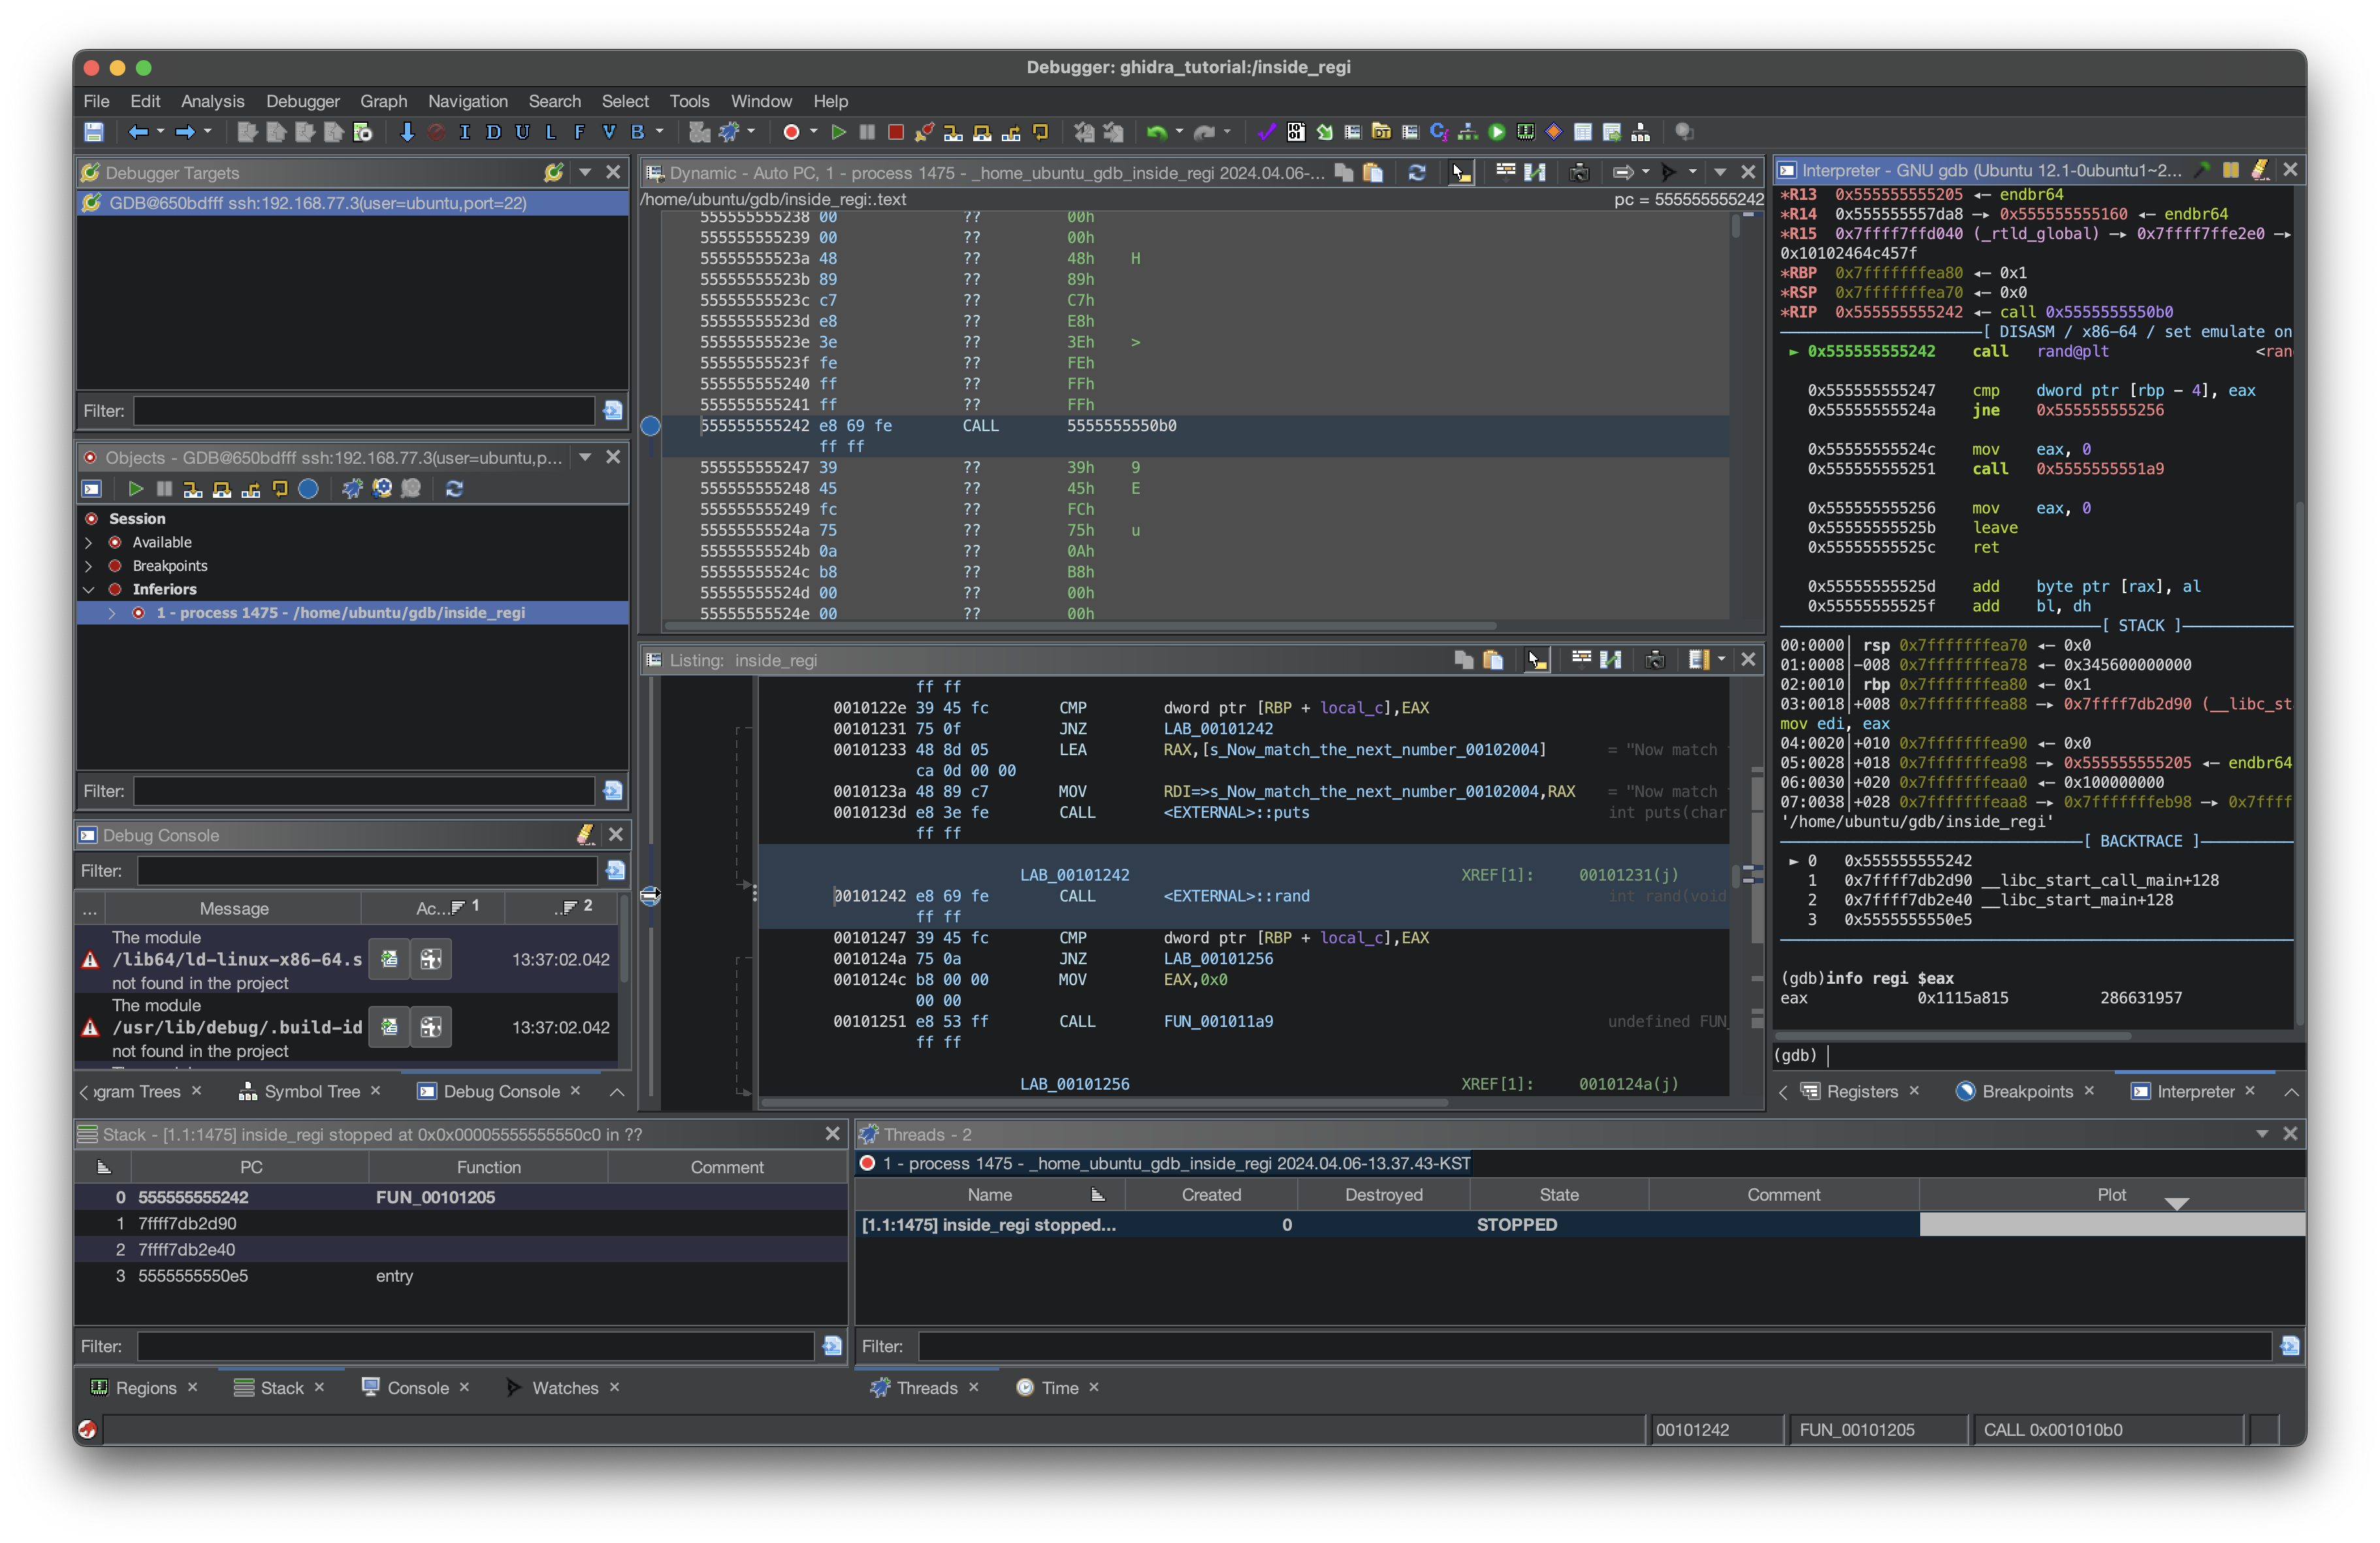 Debugger: ghidra_tutorial:/inside_regi
File Edit Analysis Debugger Graph Navigation Search Select Tools Window Help
I D U L F V B
Debugger Targets
GDB@650bdfff ssh:192.168.77.3(user=ubuntu,port=22)
Filter:
Objects - GDB@650bdfff ssh:192.168.77.3(user=ubuntu,p...
Session
Available
Breakpoints
Inferiors
1 - process 1475 - /home/ubuntu/gdb/inside_regi
Filter:
Debug Console
Filter:
... Message Ac... 1 .. 2
The module
/lib64/ld-linux-x86-64.s
not found in the project
13:37:02.042
The module
/usr/lib/debug/.build-id
not found in the project
13:37:02.042
ogram Trees × Symbol Tree × Debug Console ×
Dynamic - Auto PC, 1 - process 1475 - _home_ubuntu_gdb_inside_regi 2024.04.06-...
/home/ubuntu/gdb/inside_regi:.text pc = 555555555242
555555555238 00 ?? 00h
555555555239 00 ?? 00h
55555555523a 48 ?? 48h H
55555555523b 89 ?? 89h
55555555523c c7 ?? C7h
55555555523d e8 ?? E8h
55555555523e 3e ?? 3Eh >
55555555523f fe ?? FEh
555555555240 ff ?? FFh
555555555241 ff ?? FFh
555555555242 e8 69 fe CALL 5555555550b0
ff ff
555555555247 39 ?? 39h 9
555555555248 45 ?? 45h E
555555555249 fc ?? FCh
55555555524a 75 ?? 75h u
55555555524b 0a ?? 0Ah
55555555524c b8 ?? B8h
55555555524d 00 ?? 00h
55555555524e 00 ?? 00h
Listing: inside_regi
ff ff
0010122e 39 45 fc CMP dword ptr [RBP + local_c],EAX
00101231 75 0f JNZ LAB_00101242
00101233 48 8d 05 LEA RAX,[s_Now_match_the_next_number_00102004] = "Now match
ca 0d 00 00
0010123a 48 89 c7 MOV RDI=>s_Now_match_the_next_number_00102004,RAX = "Now match
0010123d e8 3e fe CALL <EXTERNAL>::puts int puts(char
ff ff
LAB_00101242 XREF[1]: 00101231(j)
00101242 e8 69 fe CALL <EXTERNAL>::rand int rand(void
ff ff
00101247 39 45 fc CMP dword ptr [RBP + local_c],EAX
0010124a 75 0a JNZ LAB_00101256
0010124c b8 00 00 MOV EAX,0x0
00 00
00101251 e8 53 ff CALL FUN_001011a9 undefined FUN_
ff ff
LAB_00101256 XREF[1]: 0010124a(j)
Interpreter - GNU gdb (Ubuntu 12.1-0ubuntu1~2...
*R13 0x555555555205 ◂— endbr64
*R14 0x555555557da8 —▸ 0x555555555160 ◂— endbr64
*R15 0x7ffff7ffd040 (_rtld_global) —▸ 0x7ffff7ffe2e0 —▸
0x10102464c457f
*RBP 0x7fffffffea80 ◂— 0x1
*RSP 0x7fffffffea70 ◂— 0x0
*RIP 0x555555555242 ◂— call 0x5555555550b0
[ DISASM / x86-64 / set emulate on
► 0x555555555242 call rand@plt <ran
0x555555555247 cmp dword ptr [rbp - 4], eax
0x55555555524a jne 0x555555555256
0x55555555524c mov eax, 0
0x555555555251 call 0x5555555551a9
0x555555555256 mov eax, 0
0x55555555525b leave
0x55555555525c ret
0x55555555525d add byte ptr [rax], al
0x55555555525f add bl, dh
[ STACK ]
00:0000│ rsp 0x7fffffffea70 ◂— 0x0
01:0008│-008 0x7fffffffea78 ◂— 0x345600000000
02:0010│ rbp 0x7fffffffea80 ◂— 0x1
03:0018│+008 0x7fffffffea88 —▸ 0x7ffff7db2d90 (__libc_st
mov edi, eax
04:0020│+010 0x7fffffffea90 ◂— 0x0
05:0028│+018 0x7fffffffea98 —▸ 0x555555555205 ◂— endbr64
06:0030│+020 0x7fffffffeaa0 ◂— 0x100000000
07:0038│+028 0x7fffffffeaa8 —▸ 0x7fffffffeb98 —▸ 0x7ffff
'/home/ubuntu/gdb/inside_regi'
[ BACKTRACE ]
► 0 0x555555555242
1 0x7ffff7db2d90 __libc_start_call_main+128
2 0x7ffff7db2e40 __libc_start_main+128
3 0x5555555550e5
(gdb)info regi $eax
eax 0x1115a815 286631957
(gdb)
Registers × Breakpoints × Interpreter ×
Stack - [1.1:1475] inside_regi stopped at 0x0x00005555555550c0 in ??
PC Function Comment
0 555555555242 FUN_00101205
1 7ffff7db2d90
2 7ffff7db2e40
3 5555555550e5 entry
Filter:
Regions × Stack × Console × Watches ×
Threads - 2
1 - process 1475 - _home_ubuntu_gdb_inside_regi 2024.04.06-13.37.43-KST
Name Created Destroyed State Comment Plot
[1.1:1475] inside_regi stopped... 0 STOPPED
Filter:
Threads × Time ×
00101242 FUN_00101205 CALL 0x001010b0